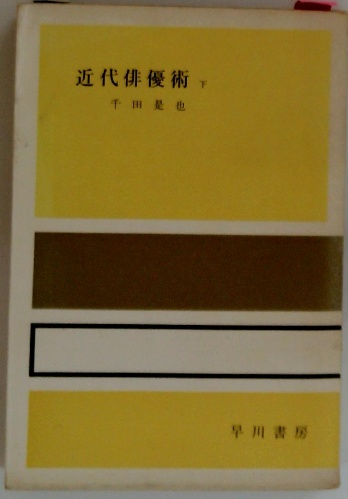 近代俳優術 下
千田是也
早川書房